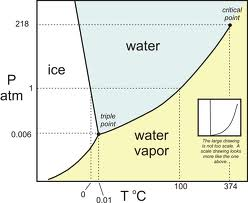 critical
point
218
water
ice
P
atm
1
triple
point
0.006
water
vapor
The large drawing
is not too scale. A
scale drawing looks
more like the one
above.
0
0.01
T °C
100
374